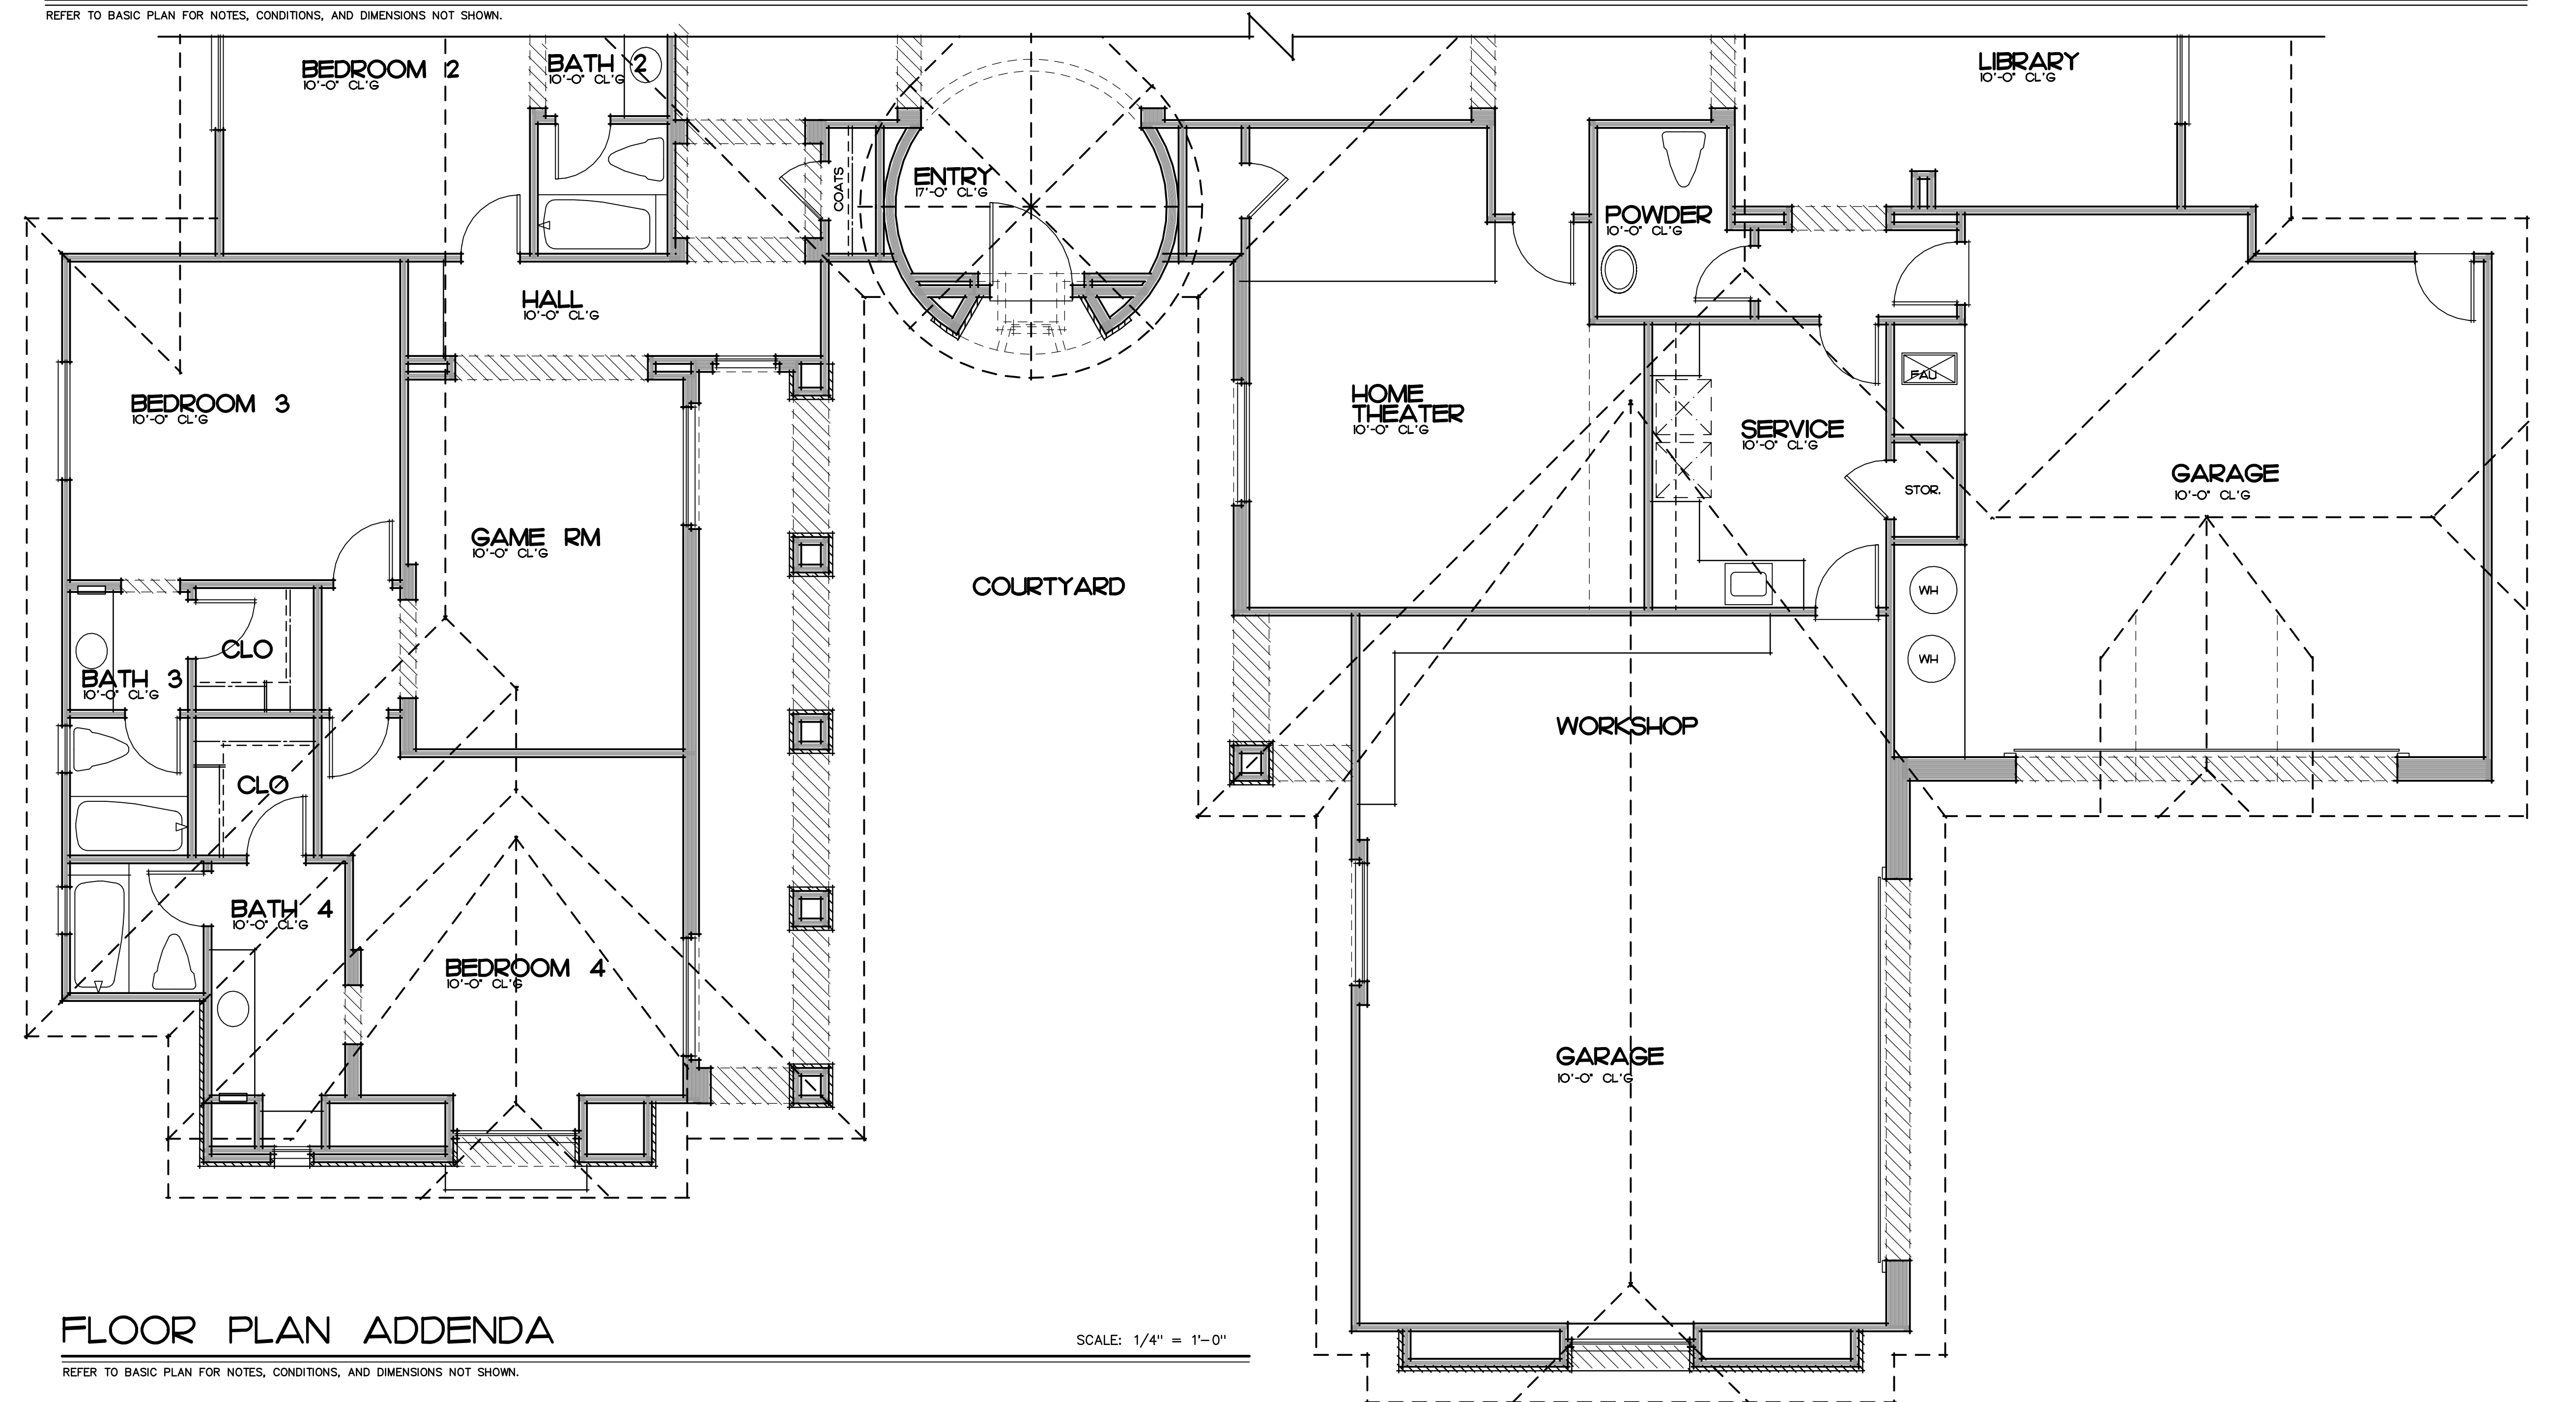 REFER TO BASIC PLAN FOR NOTES, CONDITIONS, AND DIMENSIONS NOT SHOWN.
BEDROOM 2
10'-0" CL'G
BATH 2
10'-0" CL'G
LIBRARY
10'-0" CL'G
COATS
ENTRY
17'-0" CL'G
POWDER
10'-0" CL'G
HALL
10'-0" CL'G
BEDROOM 3
10'-0" CL'G
HOME
THEATER
10'-0" CL'G
FAU
SERVICE
10'-0" CL'G
STOR.
GARAGE
10'-0" CL'G
GAME RM
10'-0" CL'G
COURTYARD
WH
WH
CLO
BATH 3
10'-0" CL'G
WORKSHOP
CLO
BATH 4
10'-0" CL'G
BEDROOM 4
10'-0" CL'G
GARAGE
10'-0" CL'G
FLOOR PLAN ADDENDA
SCALE: 1/4" = 1'-0"
REFER TO BASIC PLAN FOR NOTES, CONDITIONS, AND DIMENSIONS NOT SHOWN.